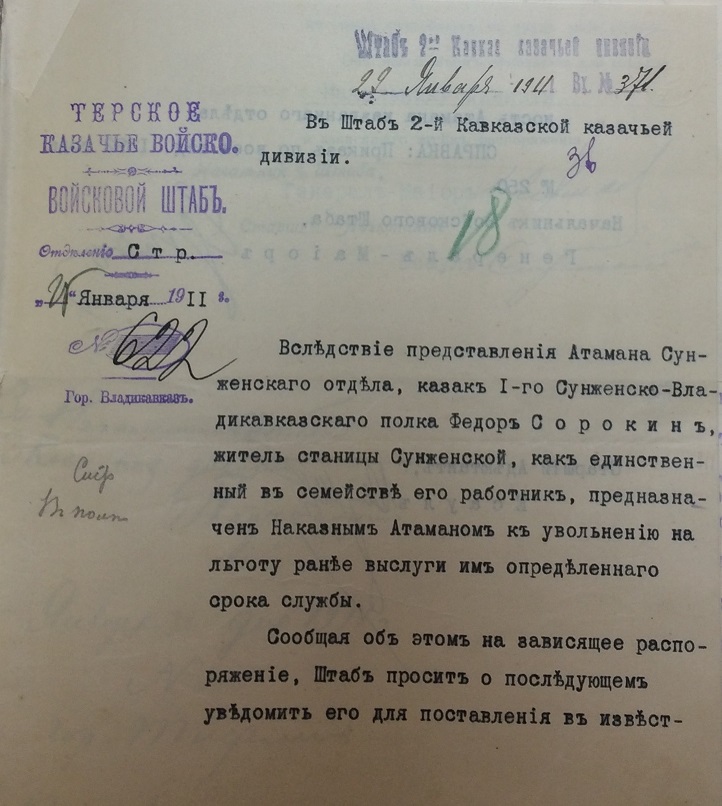 Штабъ 2ой Кавказ казачьей дивизіи
22 Январ 1911 Вх. № 371.
ТЕРСКОЕ
КАЗАЧЬЕ ВОЙСКО.
ВОЙСКОВОЙ ШТАБЪ.
Отдѣленіе Стр.
„21“ Января 1911 г.
№ 622
Гор. Владикавказъ.
Въ Штабъ 2-й Кавказской казачьей
дивизіи.
36
18
Вслѣдствіе представленія Атамана Сун-
женскаго отдѣла, казакъ I-го Сунженско-Вла-
дикавказскаго полка Федоръ Сорокинъ,
житель станицы Сунженской, какъ единствен-
ный въ семействѣ его работникъ, предназна-
ченъ Наказнымъ Атаманом къ увольненію на
льготу ранѣе выслуги имъ опредѣленнаго
срока службы.
Сообщая объ этомъ на зависящее распо-
ряженіе, Штабъ проситъ о послѣдующемъ
увѣдомить его для поставленія въ извѣст-